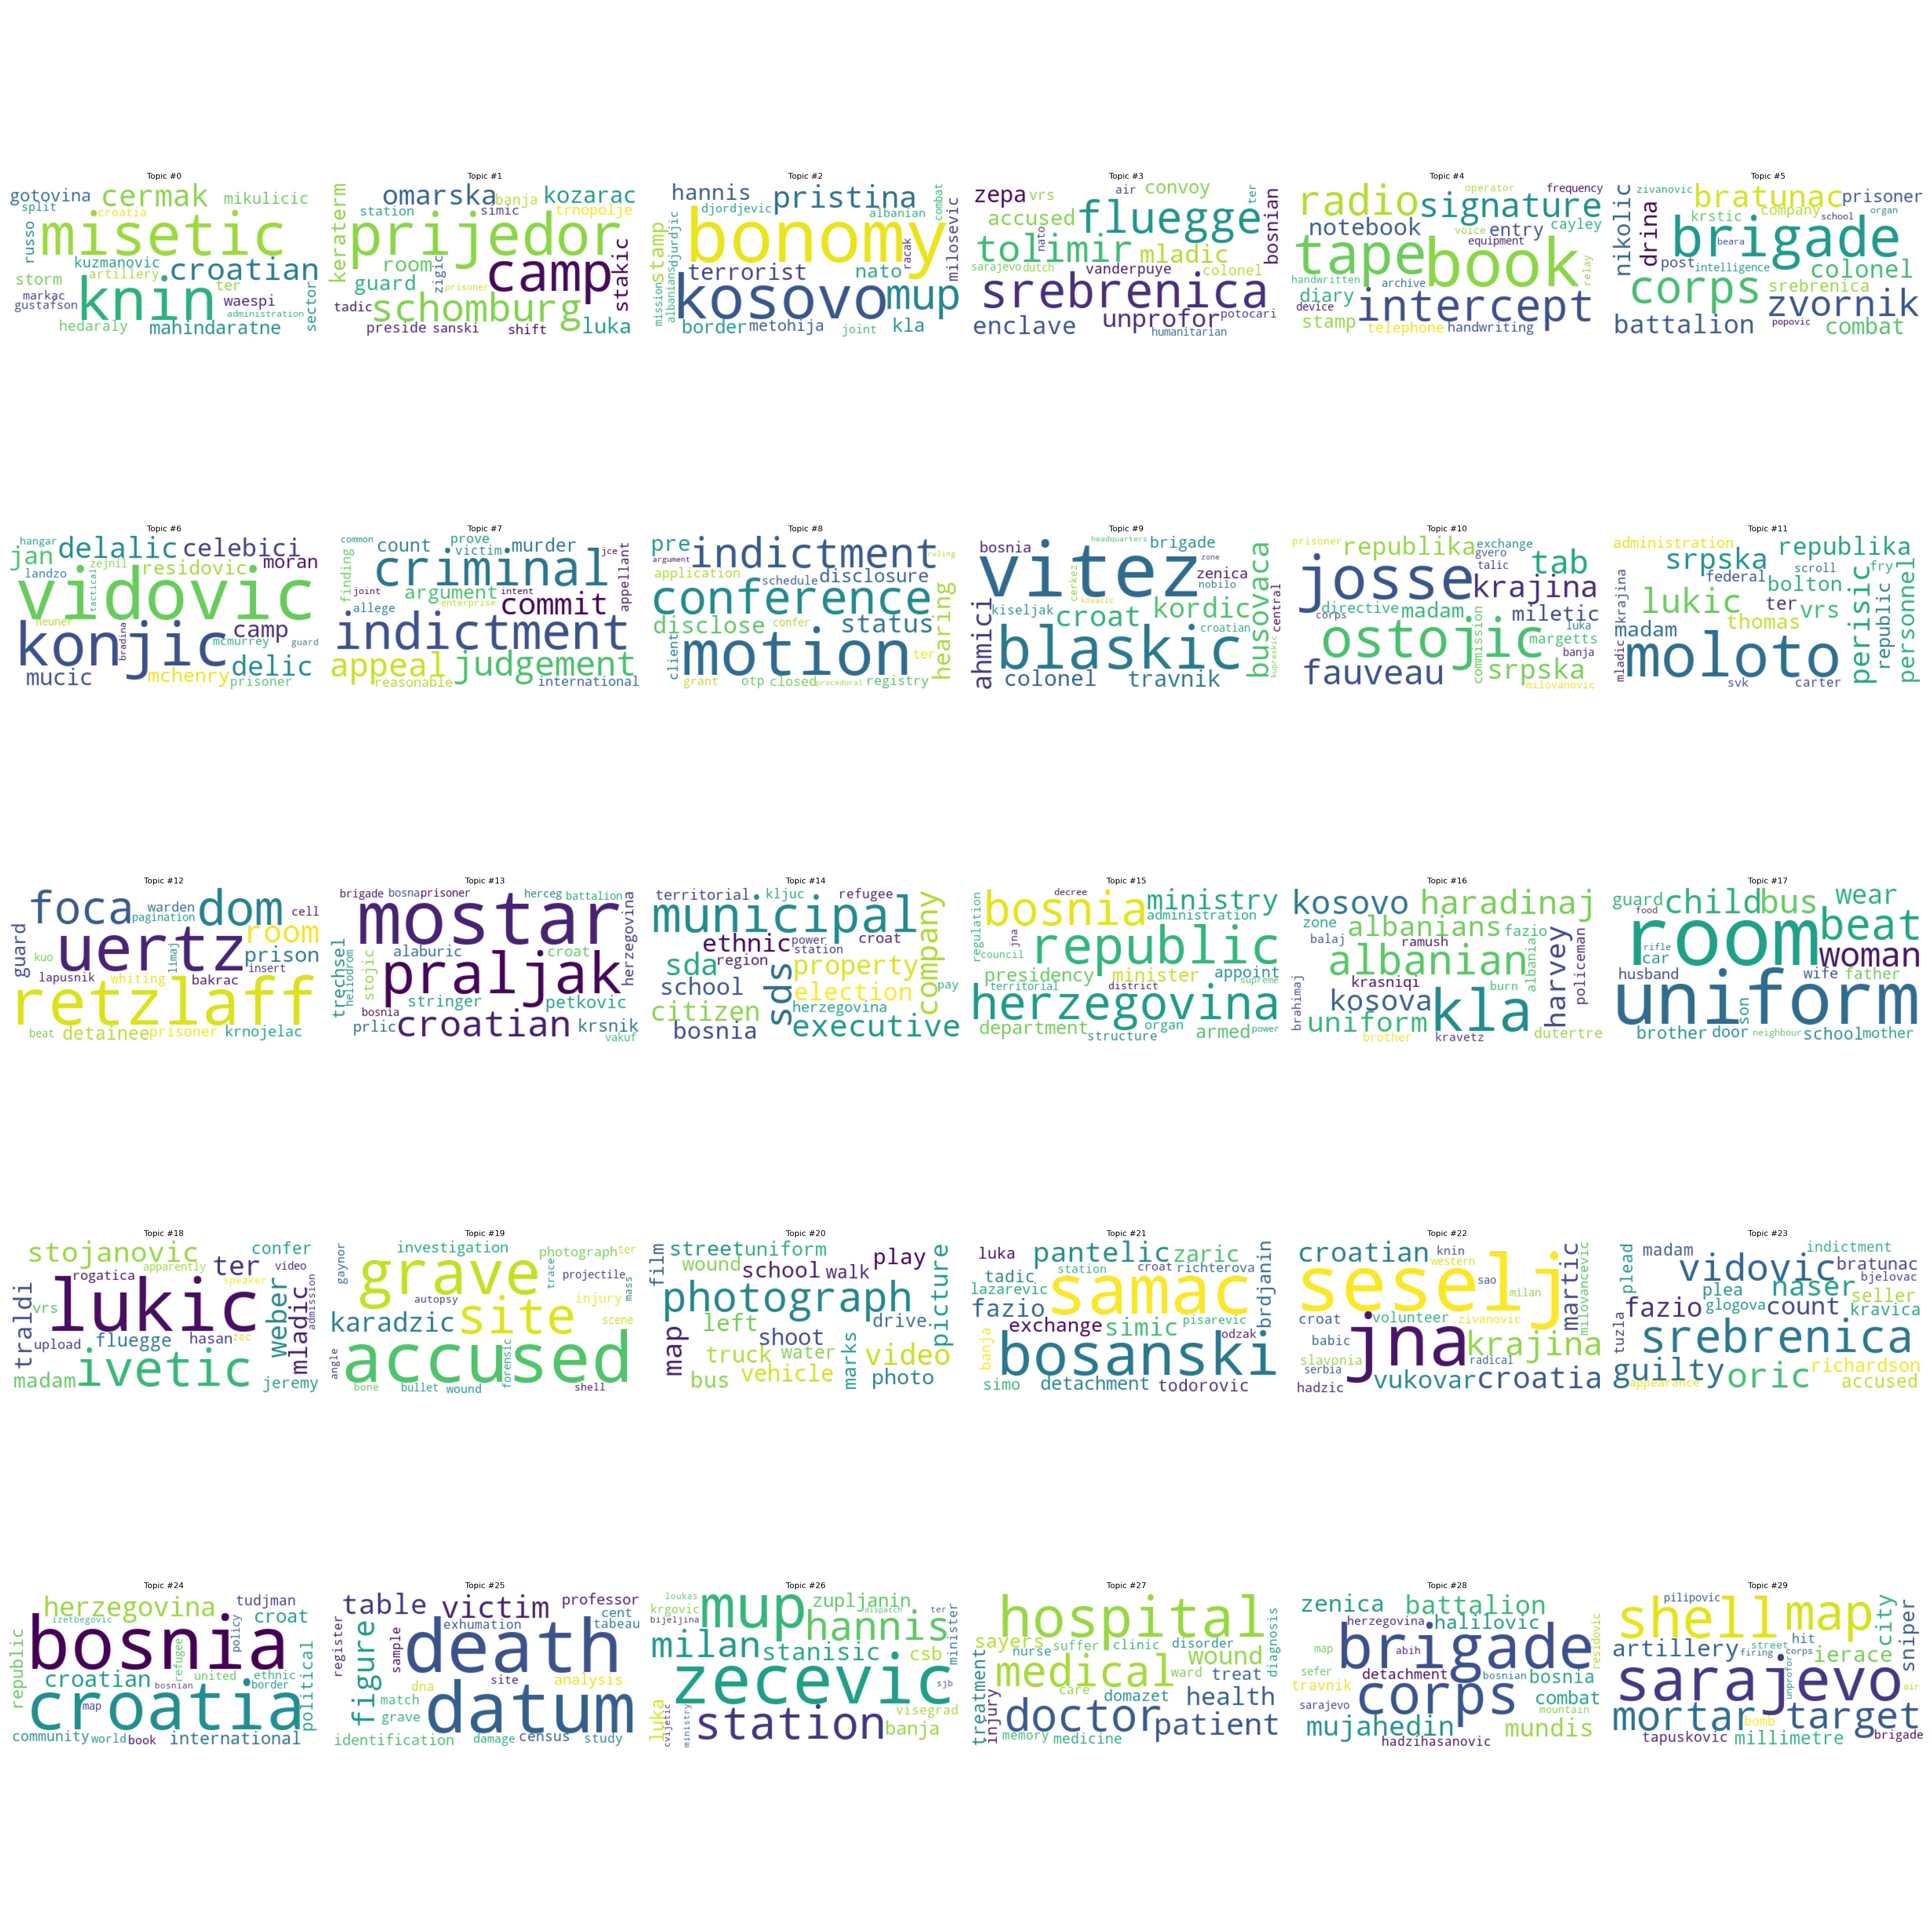 Topic #0
gotovina cermak mikulicic
split croatia
russo misetic
kuzmanovic croatian
storm artillery ter sector
markac knin waespi
gustafson administration
hedaraly mahindaratne
Topic #1
keraterm omarska banja kozarac
station simic trnopolje
prijedor
room zigic camp stakic
guard prisoner
tadic schomburg luka
preside sanski shift
Topic #2
stamp hannis pristina combat
djordjevic albanian milosevic
djurdjic bonomy racak
terrorist nato
mission albanians kosovo mup
border metohija joint kla
Topic #3
zepa vrs air convoy ter bosnian
accused fluegge
tolimir nato mladic
sarajevo dutch vanderpuye colonel
srebrenica
enclave unprofor potocari
humanitarian
Topic #4
radio operator frequency
signature
notebook voice entry cayley
equipment
tape book relay
handwritten archive
diary device intercept
stamp telephone handwriting
Topic #5
zivanovic bratunac prisoner
nikolic drina krstic company school organ
brigade beara
post intelligence colonel
corps srebrenica
zvornik
battalion popovic combat
Topic #6
hangar jan delalic celebici
landzo zejnil residovic moran
vidovic tactical
neuner bradina camp
konjic mcmurrey guard
mucic mchenry delic
prisoner
Topic #7
common prove
finding count victim murder jce appellant
criminal
joint argument intent commit
allege enterprise
indictment
appeal judgement
reasonable international
Topic #8
pre indictment ruling
argument application schedule disclosure
conference hearing
disclose confer status
client motion ter
grant otp closed procedural registry
Topic #9
headquarters brigade
bosnia vitez zone zenica
cerkez nobilo busovaca
kiseljak kovacic kordic central
ahmici croat croatian
blaskic kupreskic
colonel travnik
Topic #10
prisoner republika exchange tab
gvero talic
josse krajina
directive madam miletic
corps commission luka
ostojic margetts
fauveau banja srpska
milovanovic
Topic #11
administration srpska republika
federal scroll fry
krajina lukic bolton personnel
thomas ter vrs perisic republic
madam mladic moloto
svk carter
Topic #12
foca warden dom cell
guard pagination room
uertz limaj
kuo prison
lapusnik whiting bakrac insert
retzlaff
beat detainee prisoner krnojelac
Topic #13
brigade bosna prisoner herceg battalion
mostar herzegovina
trechsel heliodrom alaburic croat
stojic praljak
stringer petkovic
bosnia prlic croatian krsnik
vakuf
Topic #14
territorial kljuc refugee
municipal company
ethnic power croat
sda region station
school sds property
election pay
citizen herzegovina
bosnia executive
Topic #15
decree
regulation bosnia ministry
jna administration
council republic
presidency minister appoint
territorial district supreme
herzegovina
department organ armed power
structure
Topic #16
kosovo haradinaj
zone albanians fazio
balaj ramush harvey policeman
albanian albania
brahimaj krasniqi burn
kosova kla
uniform
brother kravetz dutertre
Topic #17
guard child bus wear
food
room beat
rifle car woman
husband son wife father
uniform
brother door neighbour school mother
Topic #18
stojanovic ter confer
rogatica apparently speaker video
traldi lukic weber admission
vrs fluegge hasan zec mladic
upload
madam ivetic jeremy
Topic #19
gaynor investigation photograph ter
grave trace projectile mass
autopsy site injury
karadzic scene
angle accused
forensic
bone bullet wound shell
Topic #20
film street uniform play
wound school walk picture
photograph
map left drive
shoot marks
truck water video
bus vehicle photo
Topic #21
luka pantelic zaric brdjanin
station croat richterova
tadic samac
lazarevic
fazio pisarevic
exchange simic odzak
banja bosanski
simo detachment todorovic
Topic #22
croatian knin martic milovancevic
western
seselj
sao milan
croat volunteer zivanovic
babic jna krajina
slavonia radical
serbia vukovar croatia
hadzic
Topic #23
plead madam indictment
vidovic bratunac
plea naser bjelovac
fazio glogova count seller
tuzla kravica
srebrenica
guilty oric richardson
appearance accused
Topic #24
herzegovina tudjman
izetbegovic policy croat
republic bosnia political
refugee
croatian united ethnic
bosnian border
map croatia
community world book international
Topic #25
table victim professor
register exhumation cent
figure sample death tabeau
dna site analysis
match
grave datum
identification damage census study
Topic #26
loukas mup zupljanin
krgovic dispatch ter minister
bijeljina hannis
milan stanisic csb
zecevic sjb
luka cvijetic ministry station visegrad
banja
Topic #27
hospital
sayers suffer clinic disorder diagnosis
nurse wound
treatment medical ward treat
care domazet health
injury doctor patient
memory medicine
Topic #28
zenica battalion
herzegovina halilovic residovic
map brigade
abih
sefer detachment bosnian bosnia
travnik corps combat
sarajevo mountain
mujahedin mundis
hadzihasanovic
Topic #29
pilipovic shell map city sniper
artillery street hit
firing corps ierace
sarajevo unprofor air
mortar bomb target
tapuskovic millimetre brigade